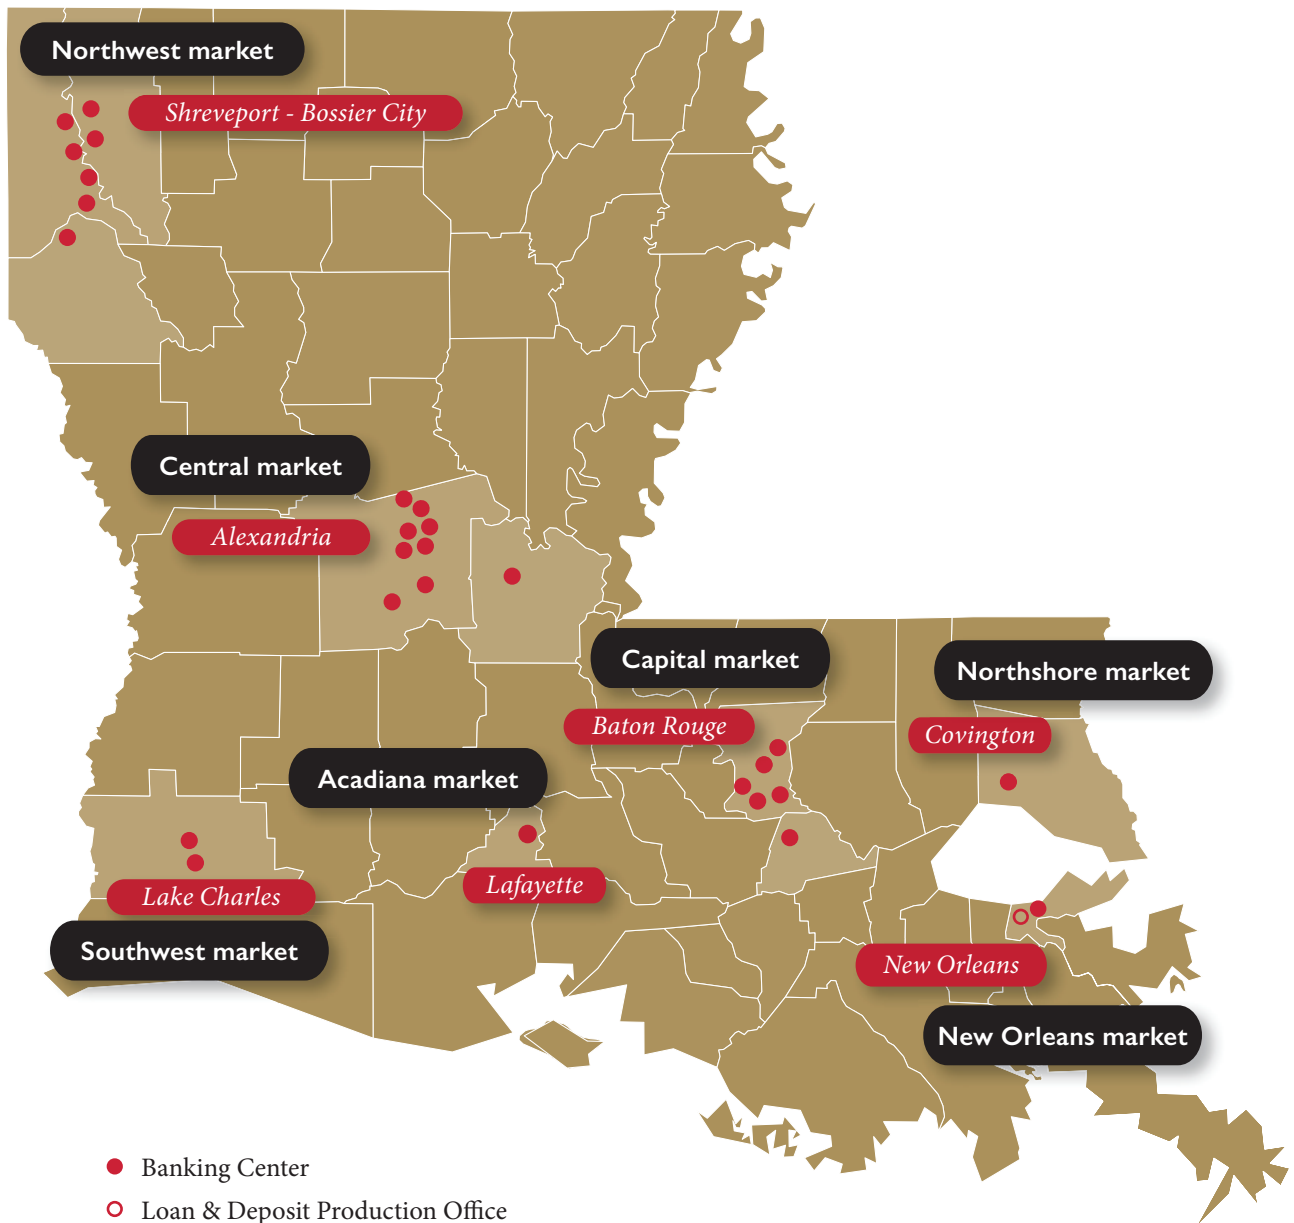 Northwest market
Shreveport - Bossier City
Central market
Alexandria
Capital market
Northshore market
Baton Rouge
Covington
Acadiana market
Lafayette
Lake Charles
Southwest market
New Orleans
New Orleans market
Banking Center
Loan & Deposit Production Office